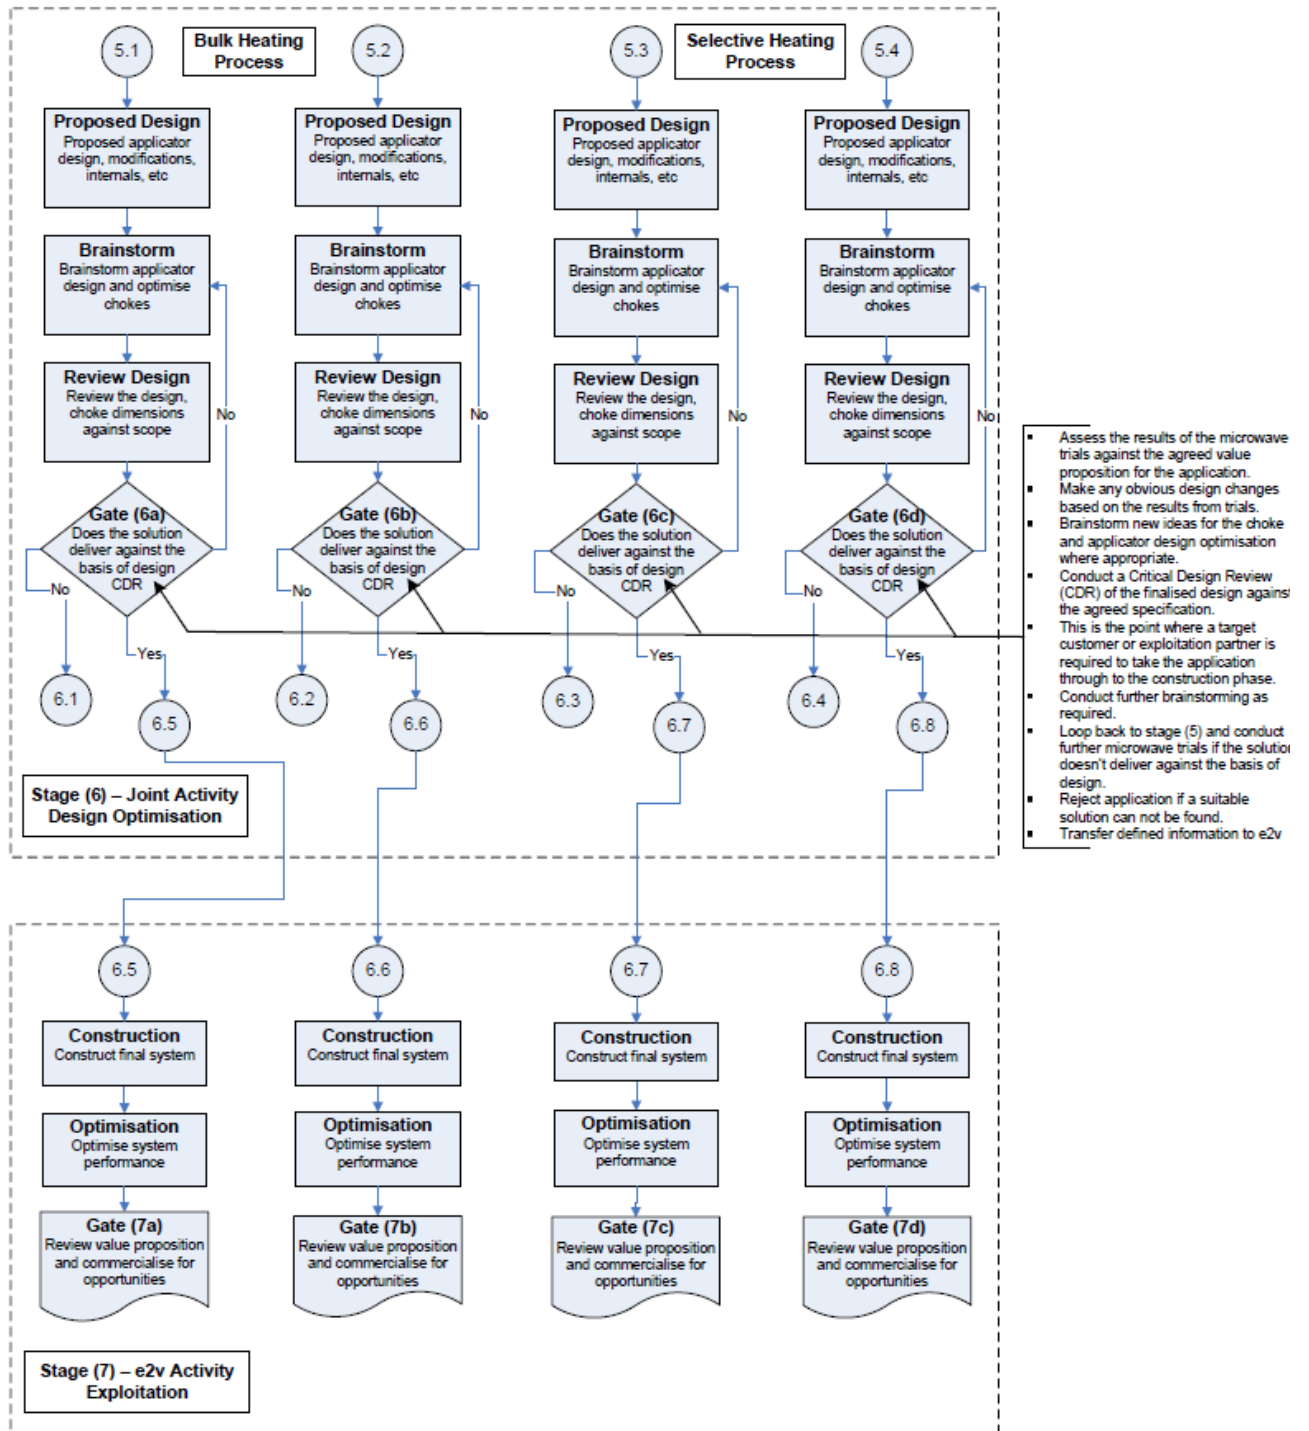 5.1
Bulk Heating
Process
5.2
5.3
Selective Heating
Process
5.4
Proposed Design
Proposed applicator
design, modifications,
internals, etc
Proposed Design
Proposed applicator
design, modifications,
internals, etc
Proposed Design
Proposed applicator
design, modifications,
internals, etc
Proposed Design
Proposed applicator
design, modifications,
internals, etc
Brainstorm
Brainstorm applicator
design and optimise
chokes
Brainstorm
Brainstorm applicator
design and optimise
chokes
Brainstorm
Brainstorm applicator
design and optimise
chokes
Brainstorm
Brainstorm applicator
design and optimise
chokes
Review Design
Review the design,
choke dimensions
against scope
No
Review Design
Review the design,
choke dimensions
against scope
No
Review Design
Review the design,
choke dimensions
against scope
No
Review Design
Review the design,
choke dimensions
against scope
No
Gate (6a)
Does the solution
deliver against the
basis of design
CDR
Gate (6b)
Does the solution
deliver against the
basis of design
CDR
Gate (6c)
Does the solution
deliver against the
basis of design
CDR
Gate (6d)
Does the solution
deliver against the
basis of design
CDR
No
No
No
No
Yes
Yes
Yes
Yes
6.1
6.5
6.2
6.6
6.3
6.7
6.4
6.8
▪ Assess the results of the microwave
trials against the agreed value
proposition for the application.
▪ Make any obvious design changes
based on the results from trials.
▪ Brainstorm new ideas for the choke
and applicator design optimisation
where appropriate.
▪ Conduct a Critical Design Review
(CDR) of the finalised design against
the agreed specification.
▪ This is the point where a target
customer or exploitation partner is
required to take the application
through to the construction phase.
▪ Conduct further brainstorming as
required.
▪ Loop back to stage (5) and conduct
further microwave trials if the solution
doesn't deliver against the basis of
design.
▪ Reject application if a suitable
solution can not be found.
▪ Transfer defined information to e2v
Stage (6) – Joint Activity
Design Optimisation
6.5
6.6
6.7
6.8
Construction
Construct final system
Construction
Construct final system
Construction
Construct final system
Construction
Construct final system
Optimisation
Optimise system
performance
Optimisation
Optimise system
performance
Optimisation
Optimise system
performance
Optimisation
Optimise system
performance
Gate (7a)
Review value proposition
and commercialise for
opportunities
Gate (7b)
Review value proposition
and commercialise for
opportunities
Gate (7c)
Review value proposition
and commercialise for
opportunities
Gate (7d)
Review value proposition
and commercialise for
opportunities
Stage (7) – e2v Activity
Exploitation